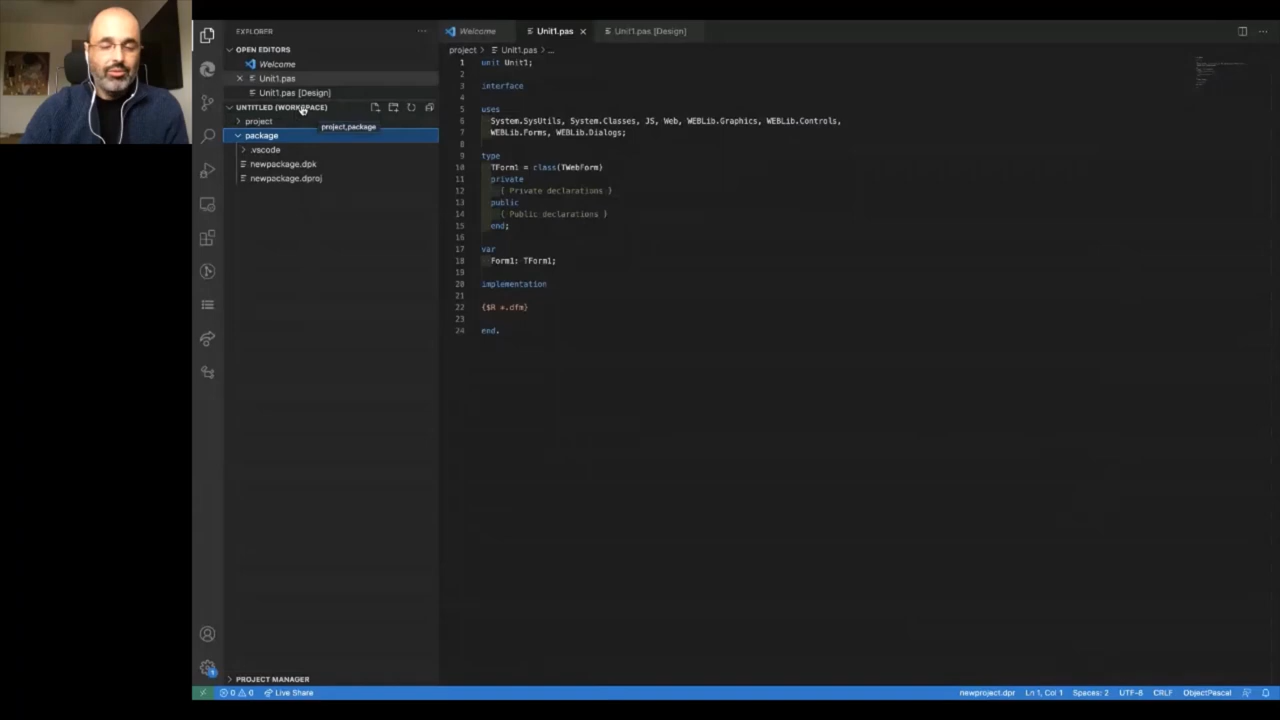 EXPLORER
OPEN EDITORS
Welcome
Unit1.pas
Unit1.pas [Design]
UNTITLED (WORKSPACE)
project
project,package
package
.vscode
newpackage.dpk
newpackage.dproj
PROJECT MANAGER
Welcome
Unit1.pas
Unit1.pas [Design]
project > Unit1.pas > ...
1 unit Unit1;
2
3 interface
4
5 uses
6 System.SysUtils, System.Classes, JS, Web, WEBLib.Graphics, WEBLib.Controls,
7 WEBLib.Forms, WEBLib.Dialogs;
8
9 type
10 TForm1 = class(TWebForm)
11 private
12 { Private declarations }
13 public
14 { Public declarations }
15 end;
16
17 var
18 Form1: TForm1;
19
20 implementation
21
22 {$R *.dfm}
23
24 end.
1
0 0 Live Share newproject.dpr Ln 1, Col 1 Spaces: 2 UTF-8 CRLF ObjectPascal